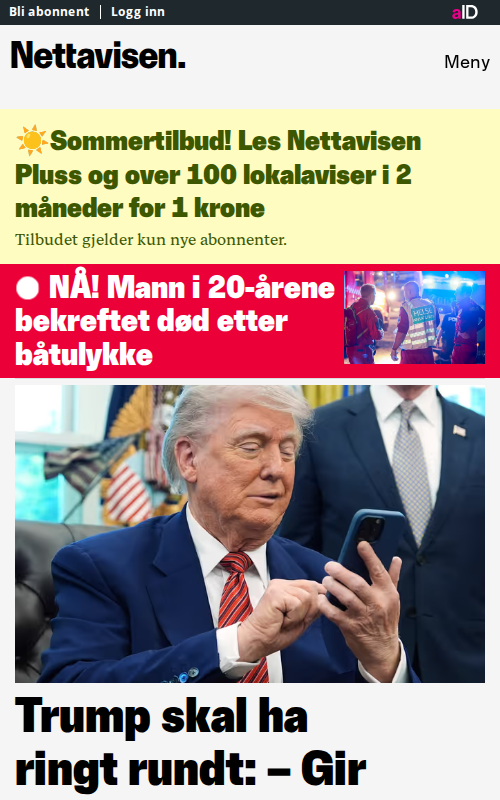 Bli abonnent | Logg inn
aID
Nettavisen.
Meny
☀️Sommertilbud! Les Nettavisen
Pluss og over 100 lokalaviser i 2
måneder for 1 krone
Tilbudet gjelder kun nye abonnenter.
NÅ! Mann i 20-årene
bekreftet død etter
båtulykke
HELSE
Trump skal ha
ringt rundt: – Gir